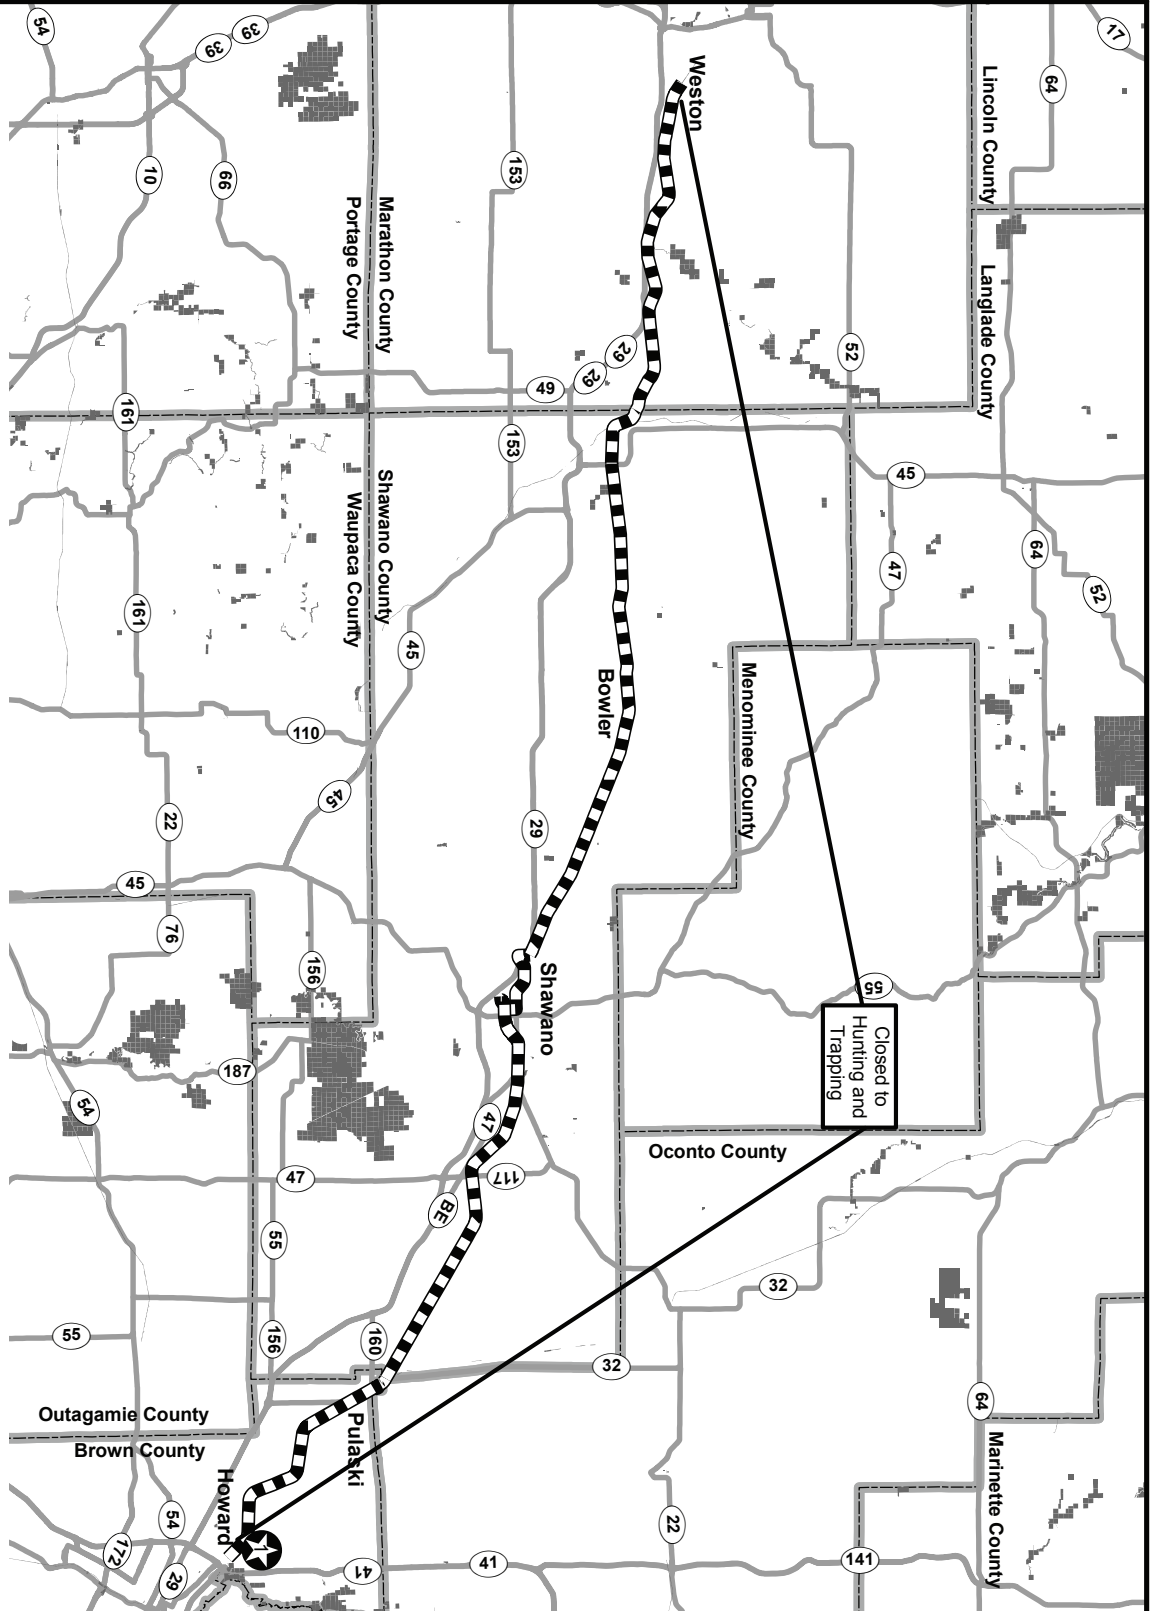 17
64
Lincoln County
Langlade County
54
39
39
10
66
153
Weston
Marathon County
Portage County
29
29
49
52
161
153
45
64
52
47
Shawano County
Waupaca County
161
45
Bowler
Menominee County
110
45
22
29
45
76
156
Shawano
55
Closed to
Hunting and
Trapping
187
54
47
47
117
BE
Oconto County
55
32
55
156
160
32
64
Outagamie County
Brown County
Pulaski
Howard
Marinette County
54
172
29
1
41
41
22
141